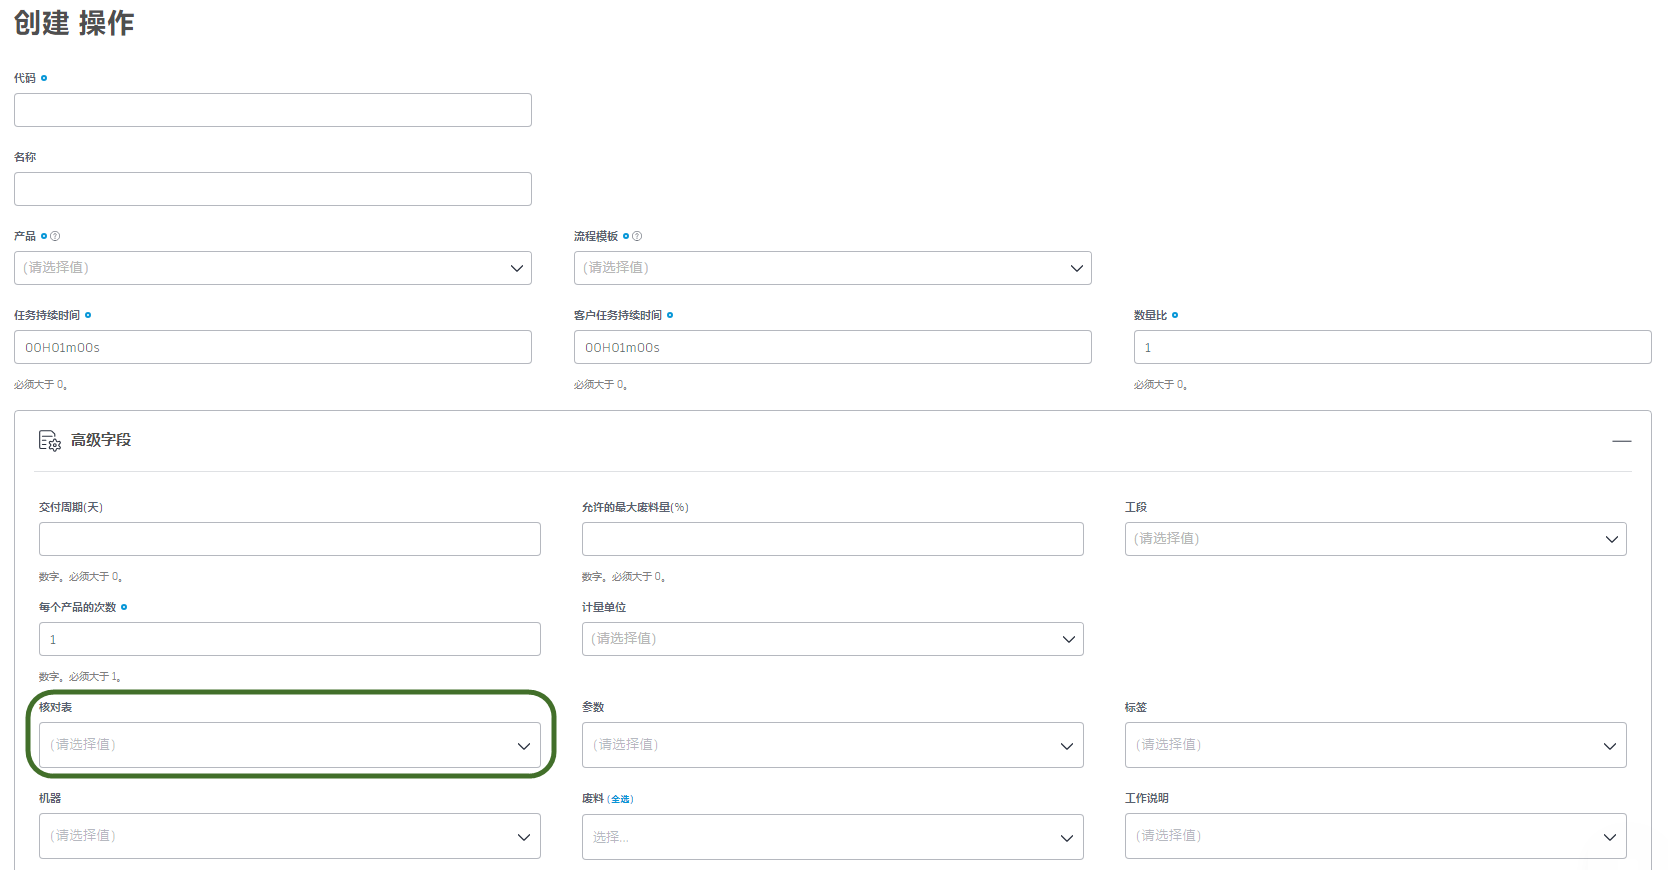 创建 操作
代码
名称
产品 流程模板
(请选择值) (请选择值)
任务持续时间 客户任务持续时间 数量比
00H01m00s 00H01m00s 1
必须大于 0。 必须大于 0。 必须大于 0。
高级字段
交付周期(天) 允许的最大废料量(%) 工段
(请选择值)
数字。必须大于 0。 数字。必须大于 0。
每个产品的次数 计量单位
1 (请选择值)
数字。必须大于 1。
核对表 参数 标签
(请选择值) (请选择值) (请选择值)
机器 废料 (全选) 工作说明
(请选择值) 选择... (请选择值)